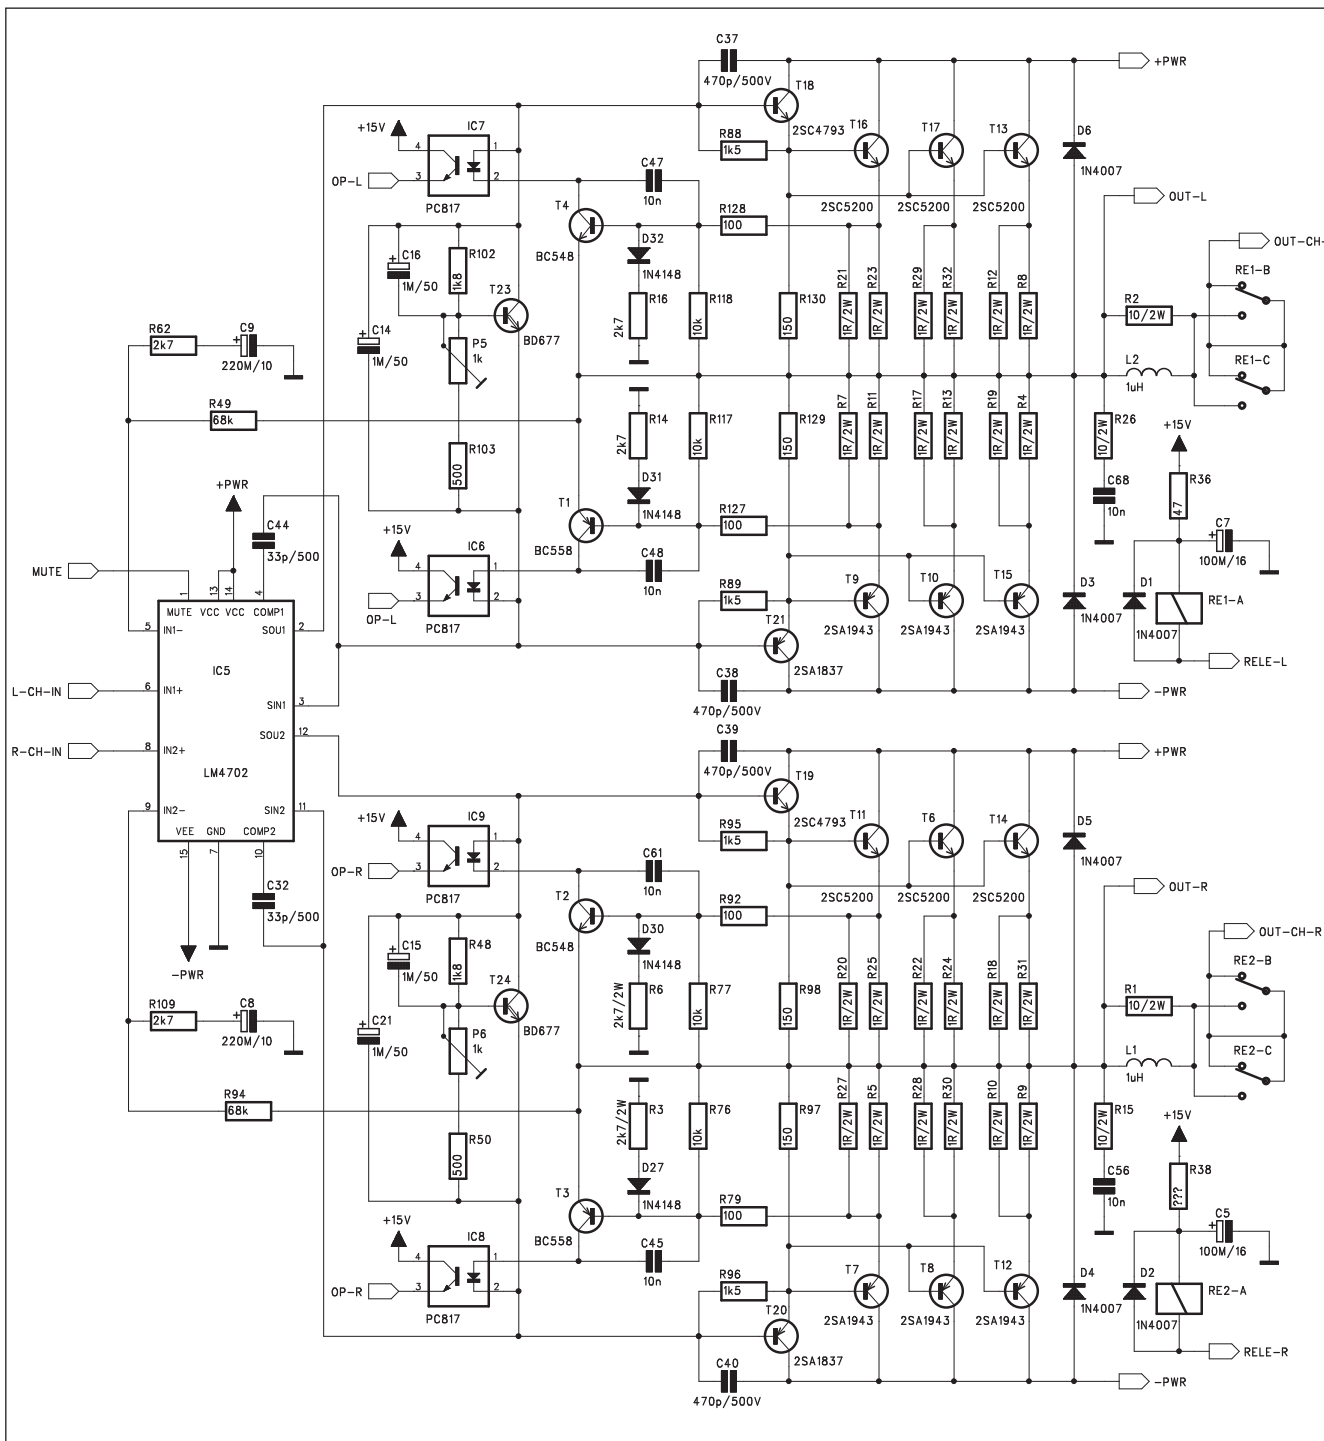 C37
470p/500V
+PWR
T18
2SC4793
+15V
IC7
4
1
3
2
OP-L
PC817
R88
1k5
T16
T17
T13
D6
1N4007
C47
10n
T4
BC548
R128
100
2SC5200
2SC5200
2SC5200
OUT-L
OUT-CH-
D32
1N4148
C16
1M/50
R102
1k8
T23
BD677
R16
2k7
R118
10k
R130
150
R21
1R/2W
R23
1R/2W
R29
1R/2W
R32
1R/2W
R12
1R/2W
R8
1R/2W
R2
10/2W
RE1-B
R62
2k7
C9
220M/10
C14
1M/50
P5
1k
L2
1uH
RE1-C
R49
68k
R14
2k7
R117
10k
R129
150
R7
1R/2W
R11
1R/2W
R17
1R/2W
R13
1R/2W
R19
1R/2W
R4
1R/2W
R26
10/2W
+15V
R103
500
+PWR
D31
1N4148
C68
10n
R36
47
C44
33p/500
T1
BC558
R127
100
+15V
IC6
4
1
3
2
OP-L
PC817
C48
10n
C7
100M/16
MUTE
R89
1k5
T9
T10
T15
D3
1N4007
D1
1N4007
RE1-A
1
13
14
4
MUTE
VCC
VCC
COMP1
5
IN1-
SOU1
2
T21
2SA1837
2SA1943
2SA1943
2SA1943
RELE-L
IC5
L-CH-IN
6
IN1+
SIN1
3
C38
470p/500V
-PWR
SOU2
12
R-CH-IN
8
IN2+
C39
470p/500V
+PWR
LM4702
T19
2SC4793
9
IN2-
SIN2
11
VEE
GND
COMP2
15
7
10
+15V
IC9
4
1
3
2
OP-R
PC817
R95
1k5
T11
T6
T14
D5
1N4007
C61
10n
C32
33p/500
T2
BC548
R92
100
2SC5200
2SC5200
2SC5200
OUT-R
OUT-CH-R
-PWR
D30
1N4148
C15
1M/50
R48
1k8
T24
BD677
R6
2k7/2W
R77
10k
R98
150
R20
1R/2W
R25
1R/2W
R22
1R/2W
R24
1R/2W
R18
1R/2W
R31
1R/2W
R1
10/2W
RE2-B
R109
2k7
C8
220M/10
C21
1M/50
P6
1k
L1
1uH
RE2-C
R94
68k
R3
2k7/2W
R76
10k
R97
150
R27
1R/2W
R5
1R/2W
R28
1R/2W
R30
1R/2W
R10
1R/2W
R9
1R/2W
R15
10/2W
+15V
R50
500
D27
1N4148
C56
10n
R38
???
T3
BC558
R79
100
+15V
IC8
4
1
3
2
OP-R
PC817
C45
10n
C5
100M/16
R96
1k5
T7
T8
T12
D4
1N4007
D2
1N4007
RE2-A
T20
2SA1837
2SA1943
2SA1943
2SA1943
RELE-R
C40
470p/500V
-PWR